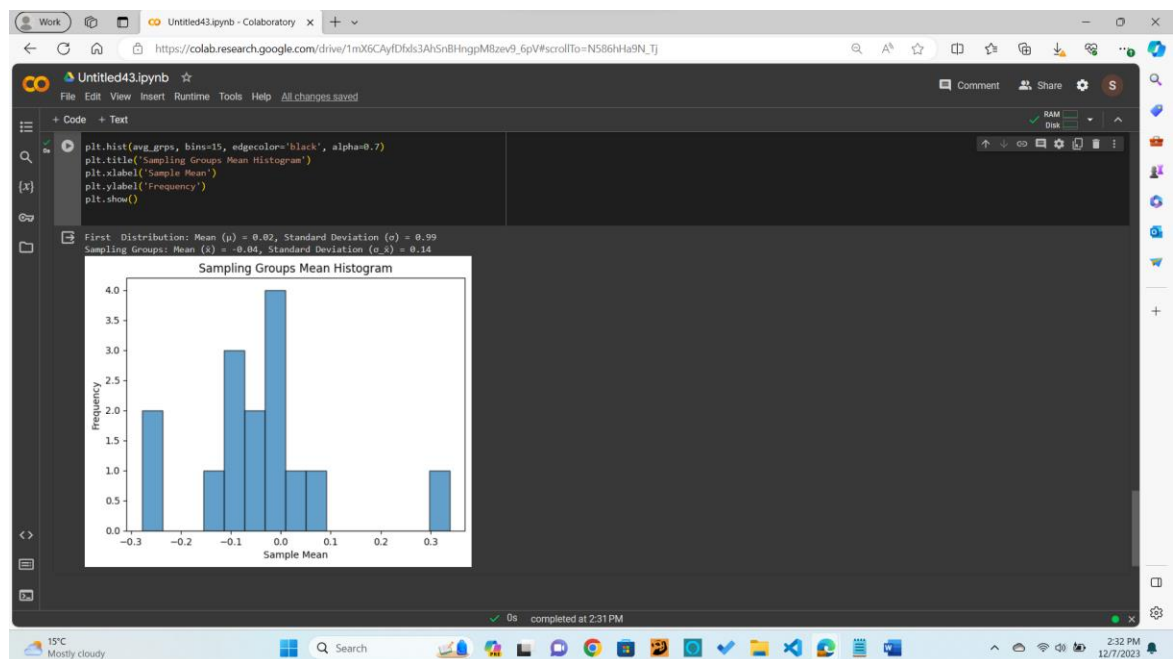 Work
Untitled43.ipynb - Colaboratory
https://colab.research.google.com/drive/1mX6CAyfDfxls3AhSnBHngpM8zev9_6pV#scrollTo=N586hHa9N_Tj
Untitled43.ipynb
Comment Share S
File Edit View Insert Runtime Tools Help All changes saved
+ Code + Text
RAM
Disk
0s
plt.hist(avg_grps, bins=15, edgecolor='black', alpha=0.7)
plt.title('Sampling Groups Mean Histogram')
plt.xlabel('Sample Mean')
plt.ylabel('Frequency')
plt.show()
{x}
First Distribution: Mean (μ) = 0.02, Standard Deviation (σ) = 0.99
Sampling Groups: Mean (x̄) = -0.04, Standard Deviation (σ_x̄) = 0.14
Sampling Groups Mean Histogram
4.0
3.5
3.0
2.5
2.0
1.5
1.0
0.5
0.0
Frequency
−0.3 −0.2 −0.1 0.0 0.1 0.2 0.3
Sample Mean
0s completed at 2:31 PM
15°C
Mostly cloudy
Search
2:32 PM
12/7/2023